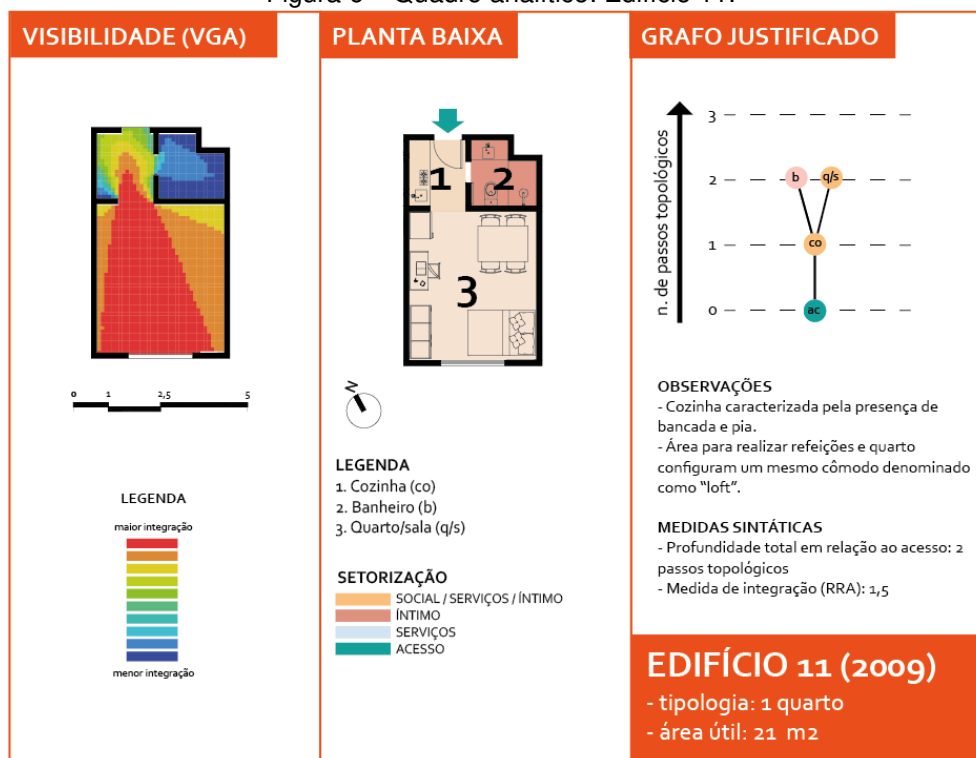 Figura 6 – Quadro analítico: Edifício 11.
VISIBILIDADE (VGA)
0 1 2,5 5
LEGENDA
maior integração
menor integração
PLANTA BAIXA
1
2
3
N
LEGENDA
1. Cozinha (co)
2. Banheiro (b)
3. Quarto/sala (q/s)
SETORIZAÇÃO
SOCIAL / SERVIÇOS / ÍNTIMO
ÍNTIMO
SERVIÇOS
ACESSO
GRAFO JUSTIFICADO
n. de passos topológicos
3
2
b
q/s
1
co
0
ac
OBSERVAÇÕES
- Cozinha caracterizada pela presença de
bancada e pia.
- Área para realizar refeições e quarto
configuram um mesmo cômodo denominado
como “loft”.
MEDIDAS SINTÁTICAS
- Profundidade total em relação ao acesso: 2
passos topológicos
- Medida de integração (RRA): 1,5
EDIFÍCIO 11 (2009)
- tipologia: 1 quarto
- área útil: 21 m2